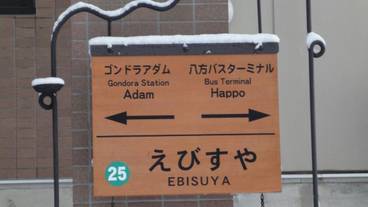 ゴンドラアダム 八方バスターミナル
Gondora Station Bus Terminal
Adam Happo
25 えびすや
EBISUYA